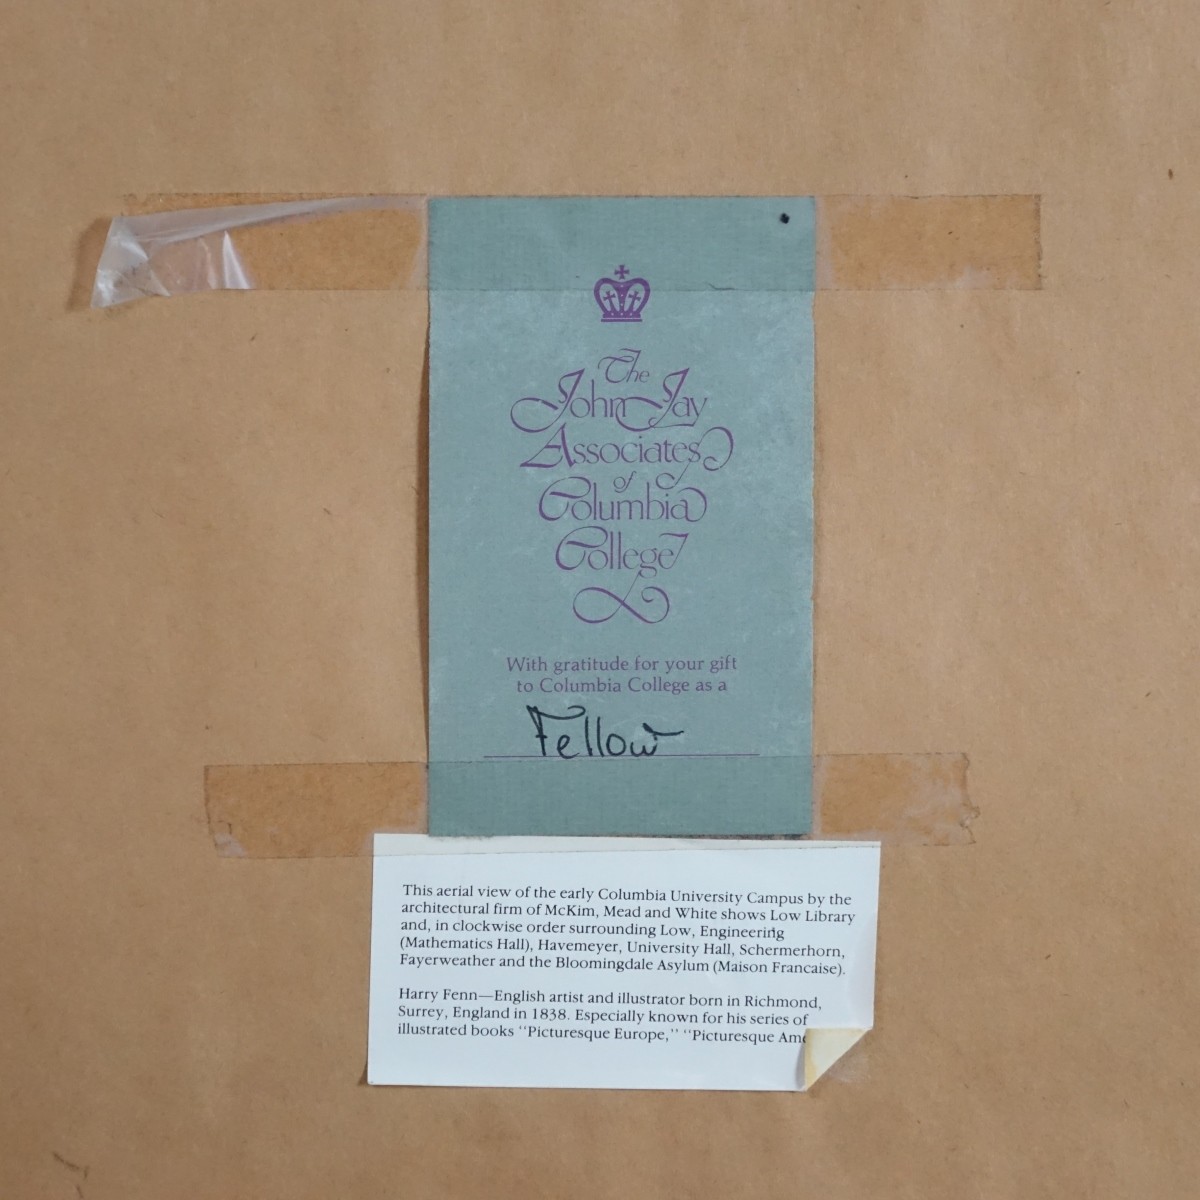 The
John Jay
Associates
of
Columbia
College
With gratitude for your gift
to Columbia College as a
Fellow
This aerial view of the early Columbia University Campus by the
architectural firm of McKim, Mead and White shows Low Library
and, in clockwise order surrounding Low, Engineering
(Mathematics Hall), Havemeyer, University Hall, Schermerhorn,
Fayerweather and the Bloomingdale Asylum (Maison Francaise).
Harry Fenn—English artist and illustrator born in Richmond,
Surrey, England in 1838. Especially known for his series of
illustrated books "Picturesque Europe," "Picturesque